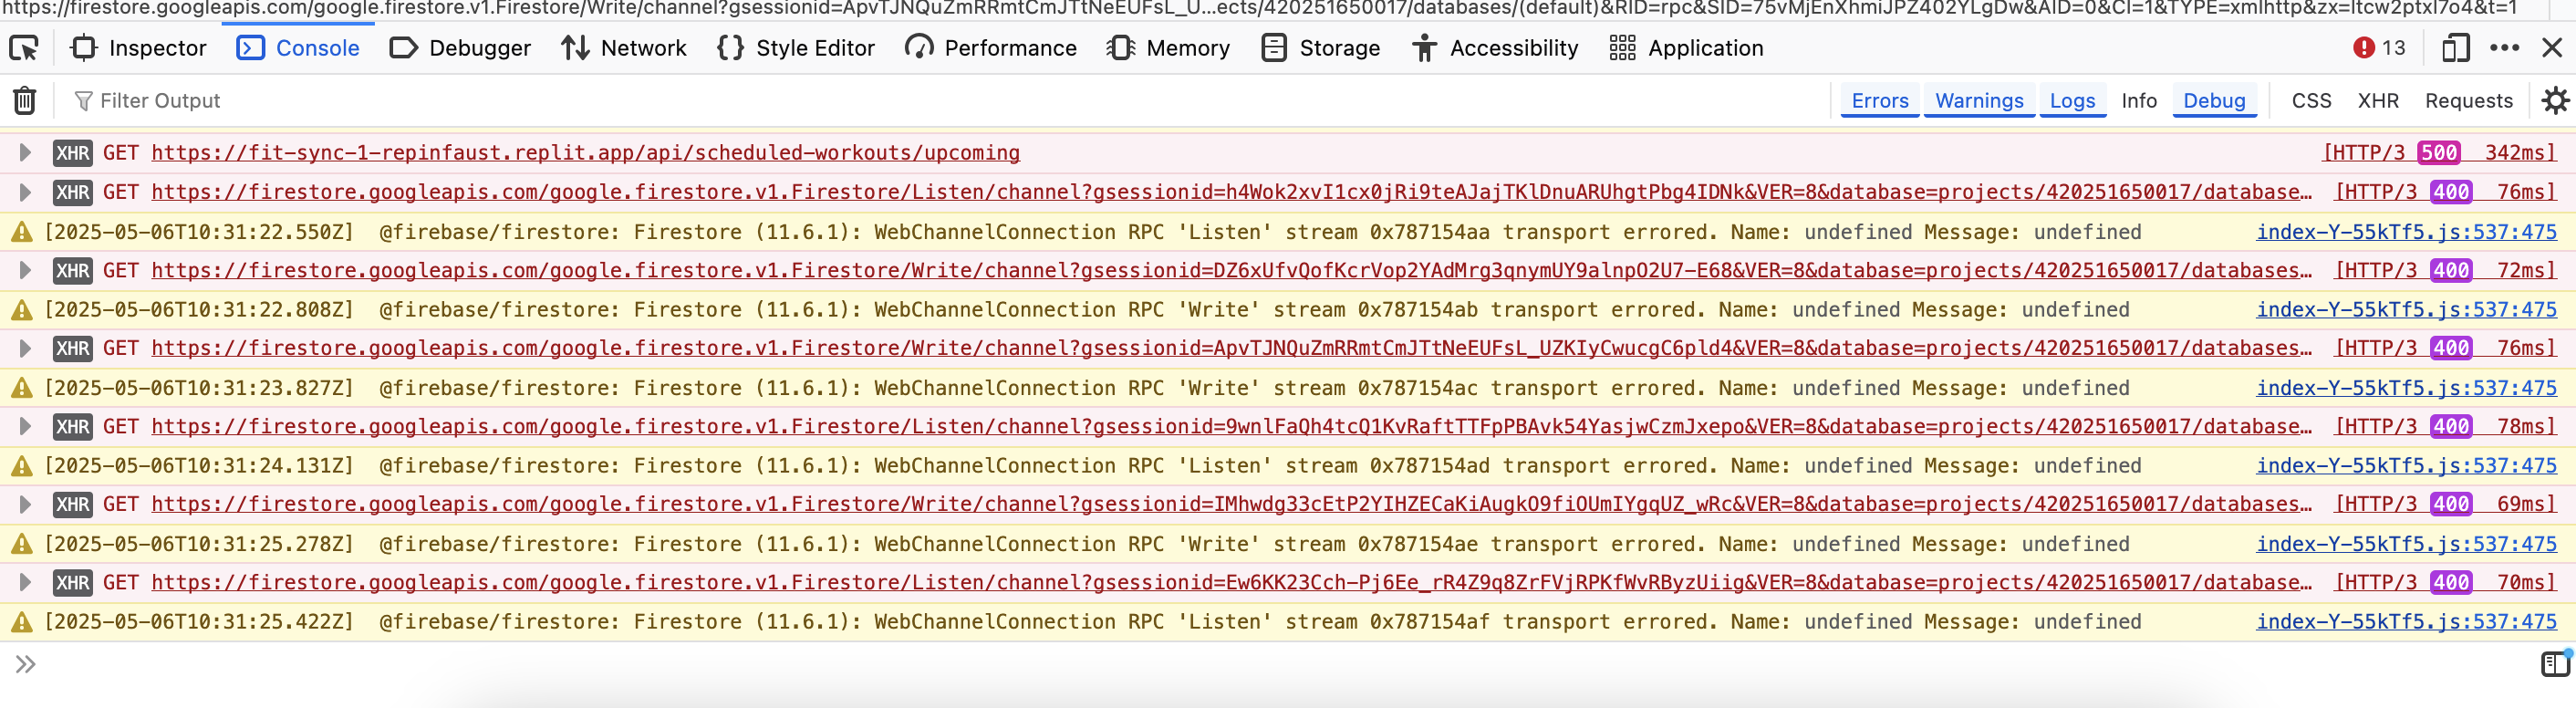 https://firestore.googleapis.com/google.firestore.v1.Firestore/Write/channel?gsessionid=ApvTJNQuZmRRmtCmJTtNeEUFsL_U...ects/420251650017/databases/(default)&RID=rpc&SID=75vMjEnXhmiJPZ402YLgDw&AID=0&CI=1&TYPE=xmlhttp&zx=ltcw2ptxl7o4&t=1
Inspector Console Debugger Network Style Editor Performance Memory Storage Accessibility Application 13
Filter Output Errors Warnings Logs Info Debug CSS XHR Requests
XHR GET https://fit-sync-1-repinfaust.replit.app/api/scheduled-workouts/upcoming [HTTP/3 500 342ms]
XHR GET https://firestore.googleapis.com/google.firestore.v1.Firestore/Listen/channel?gsessionid=h4Wok2xvI1cx0jRi9teAJajTKlDnuARUhgtPbg4IDNk&VER=8&database=projects/420251650017/database… [HTTP/3 400 76ms]
[2025-05-06T10:31:22.550Z] @firebase/firestore: Firestore (11.6.1): WebChannelConnection RPC 'Listen' stream 0x787154aa transport errored. Name: undefined Message: undefined index-Y-55kTf5.js:537:475
XHR GET https://firestore.googleapis.com/google.firestore.v1.Firestore/Write/channel?gsessionid=DZ6xUfvQofKcrVop2YAdMrg3qnymUY9alnpO2U7-E68&VER=8&database=projects/420251650017/databases… [HTTP/3 400 72ms]
[2025-05-06T10:31:22.808Z] @firebase/firestore: Firestore (11.6.1): WebChannelConnection RPC 'Write' stream 0x787154ab transport errored. Name: undefined Message: undefined index-Y-55kTf5.js:537:475
XHR GET https://firestore.googleapis.com/google.firestore.v1.Firestore/Write/channel?gsessionid=ApvTJNQuZmRRmtCmJTtNeEUFsL_UZKIyCwucgC6pld4&VER=8&database=projects/420251650017/databases… [HTTP/3 400 76ms]
[2025-05-06T10:31:23.827Z] @firebase/firestore: Firestore (11.6.1): WebChannelConnection RPC 'Write' stream 0x787154ac transport errored. Name: undefined Message: undefined index-Y-55kTf5.js:537:475
XHR GET https://firestore.googleapis.com/google.firestore.v1.Firestore/Listen/channel?gsessionid=9wnlFaQh4tcQ1KvRaftTTFpPBAvk54YasjwCzmJxepo&VER=8&database=projects/420251650017/database… [HTTP/3 400 78ms]
[2025-05-06T10:31:24.131Z] @firebase/firestore: Firestore (11.6.1): WebChannelConnection RPC 'Listen' stream 0x787154ad transport errored. Name: undefined Message: undefined index-Y-55kTf5.js:537:475
XHR GET https://firestore.googleapis.com/google.firestore.v1.Firestore/Write/channel?gsessionid=IMhwdg33cEtP2YIHZECaKiAugkO9fiOUmIYgqUZ_wRc&VER=8&database=projects/420251650017/databases… [HTTP/3 400 69ms]
[2025-05-06T10:31:25.278Z] @firebase/firestore: Firestore (11.6.1): WebChannelConnection RPC 'Write' stream 0x787154ae transport errored. Name: undefined Message: undefined index-Y-55kTf5.js:537:475
XHR GET https://firestore.googleapis.com/google.firestore.v1.Firestore/Listen/channel?gsessionid=Ew6KK23Cch-Pj6Ee_rR4Z9q8ZrFVjRPKfWvRByzUiig&VER=8&database=projects/420251650017/database… [HTTP/3 400 70ms]
[2025-05-06T10:31:25.422Z] @firebase/firestore: Firestore (11.6.1): WebChannelConnection RPC 'Listen' stream 0x787154af transport errored. Name: undefined Message: undefined index-Y-55kTf5.js:537:475